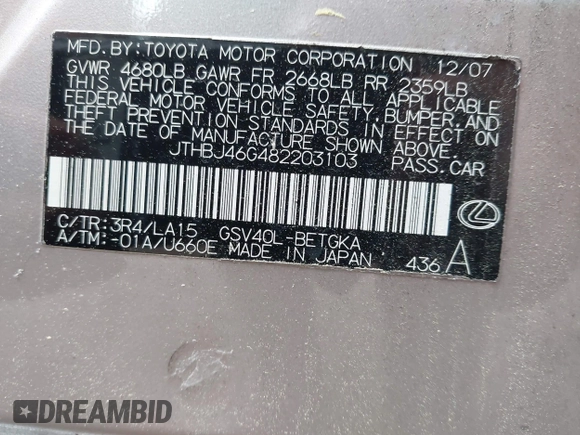 MFD. BY: TOYOTA MOTOR CORPORATION 12/07
GVWR 4680LB GAWR FR 2668LB RR 2359LB
THIS VEHICLE CONFORMS TO ALL APPLICABLE
FEDERAL MOTOR VEHICLE SAFETY, BUMPER, AND
THEFT PREVENTION STANDARDS IN EFFECT ON
THE DATE OF MANUFACTURE SHOWN ABOVE.
JTHBJ46G482203103 PASS.CAR
C/TR: 3R4/LA15 GSV40L-BETGKA
A/TM: -01A/U660E MADE IN JAPAN
436 A
DREAMBID